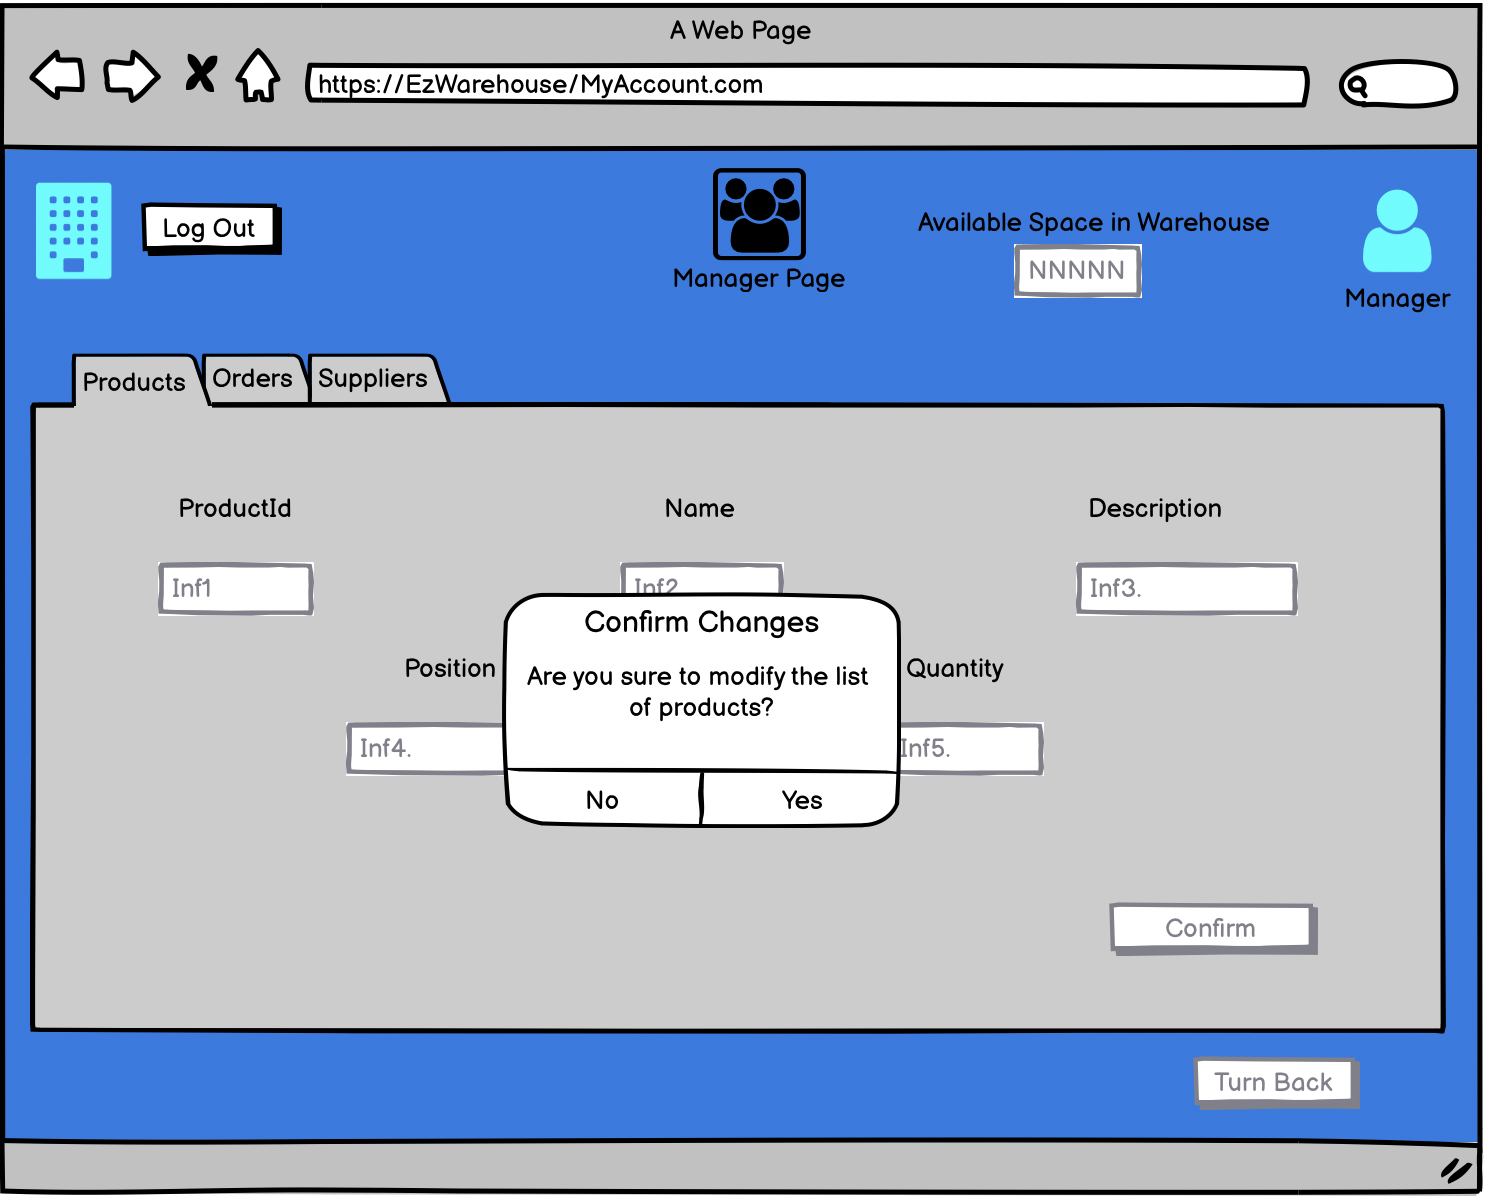 A Web Page
https://EzWarehouse/MyAccount.com
Log Out
Manager Page
Available Space in Warehouse
NNNNN
Manager
Products
Orders
Suppliers
ProductId
Name
Description
Inf1
Inf2
Inf3.
Confirm Changes
Are you sure to modify the list
of products?
Position
Quantity
Inf4.
Inf5.
No
Yes
Confirm
Turn Back